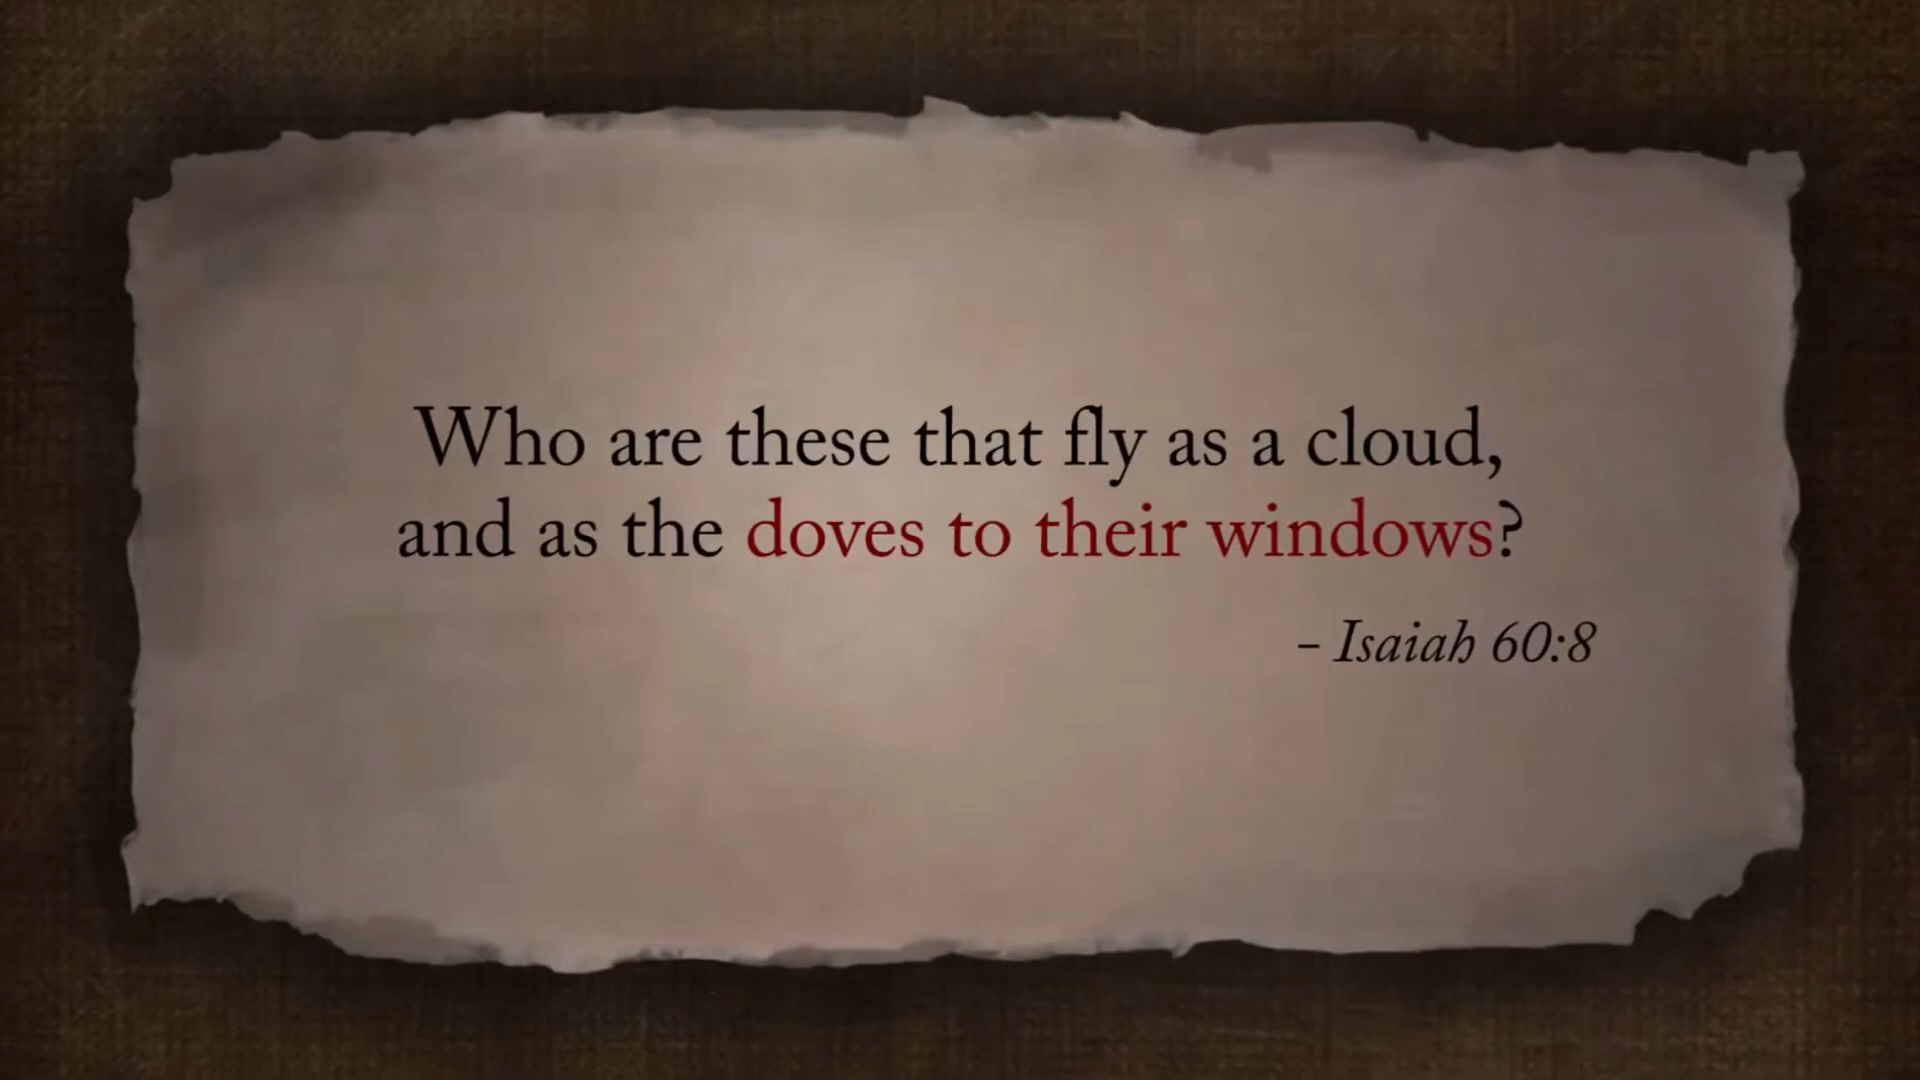 Who are these that fly as a cloud,
and as the doves to their windows?
– Isaiah 60:8